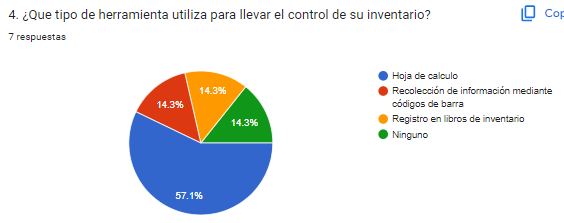 4. ¿Que tipo de herramienta utiliza para llevar el control de su inventario?
Cop
7 respuestas
14.3%
14.3%
14.3%
57.1%
Hoja de calculo
Recolección de información mediante
códigos de barra
Registro en libros de inventario
Ninguno